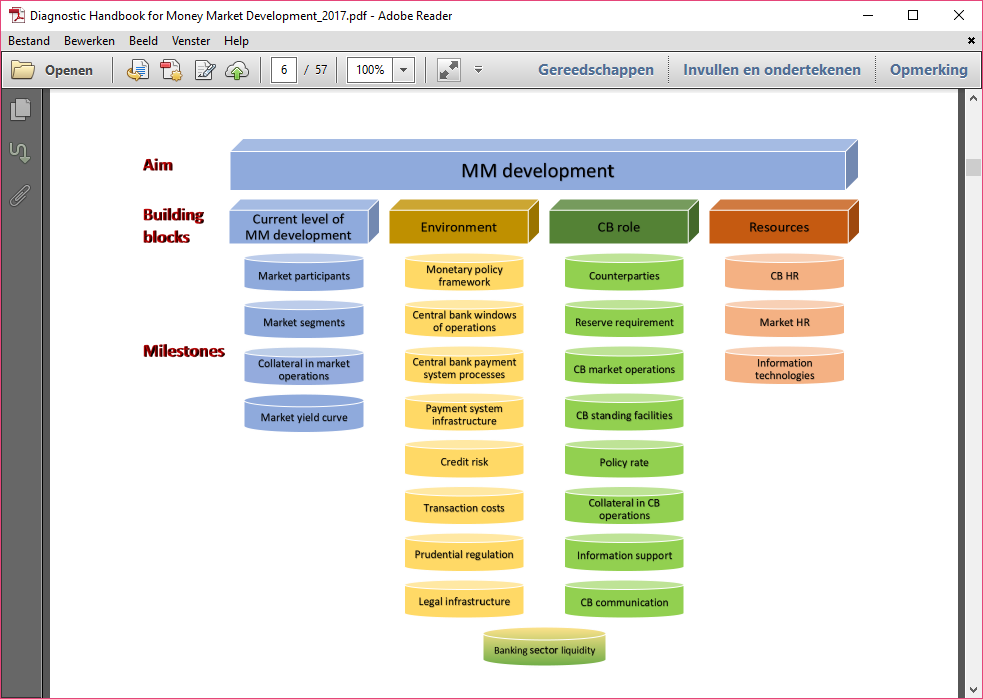 Diagnostic Handbook for Money Market Development_2017.pdf - Adobe Reader
Bestand Bewerken Beeld Venster Help
Openen 6 / 57 100% Gereedschappen Invullen en ondertekenen Opmerking
Aim
MM development
Building
blocks
Current level of
MM development
Environment
CB role
Resources
Milestones
Market participants
Market segments
Collateral in market
operations
Market yield curve
Monetary policy
framework
Central bank windows
of operations
Central bank payment
system processes
Payment system
infrastructure
Credit risk
Transaction costs
Prudential regulation
Legal infrastructure
Counterparties
Reserve requirement
CB market operations
CB standing facilities
Policy rate
Collateral in CB
operations
Information support
CB communication
CB HR
Market HR
Information
technologies
Banking sector liquidity